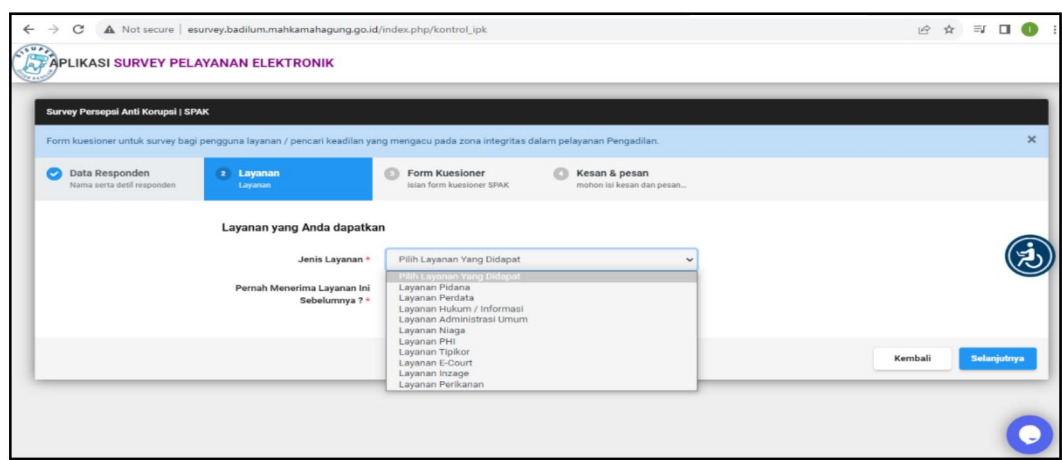 Not secure | esurvey.badilum.mahkamahagung.go.id/index.php/kontrol_ipk
APLIKASI SURVEY PELAYANAN ELEKTRONIK
Survey Persepsi Anti Korupsi | SPAK
Form kuesioner untuk survey bagi pengguna layanan / pencari keadilan yang mengacu pada zona integritas dalam pelayanan Pengadilan.
Data Responden
Nama serta detil responden
2 Layanan
Layanan
3 Form Kuesioner
isian form kuesioner SPAK
4 Kesan & pesan
mohon isi kesan dan pesan...
Layanan yang Anda dapatkan
Jenis Layanan *
Pilih Layanan Yang Didapat
Pilih Layanan Yang Didapat
Layanan Pidana
Layanan Perdata
Layanan Hukum / Informasi
Layanan Administrasi Umum
Layanan Niaga
Layanan PHI
Layanan Tipikor
Layanan E-Court
Layanan Inzage
Layanan Perikanan
Pernah Menerima Layanan Ini
Sebelumnya ? *
Kembali
Selanjutnya